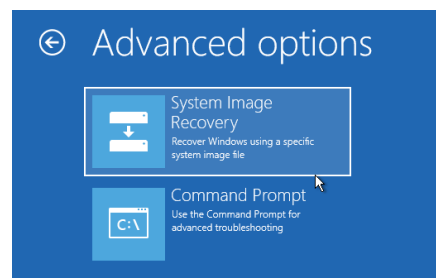 Advanced options
System Image
Recovery
Recover Windows using a specific
system image file
Command Prompt
Use the Command Prompt for
advanced troubleshooting
C:\